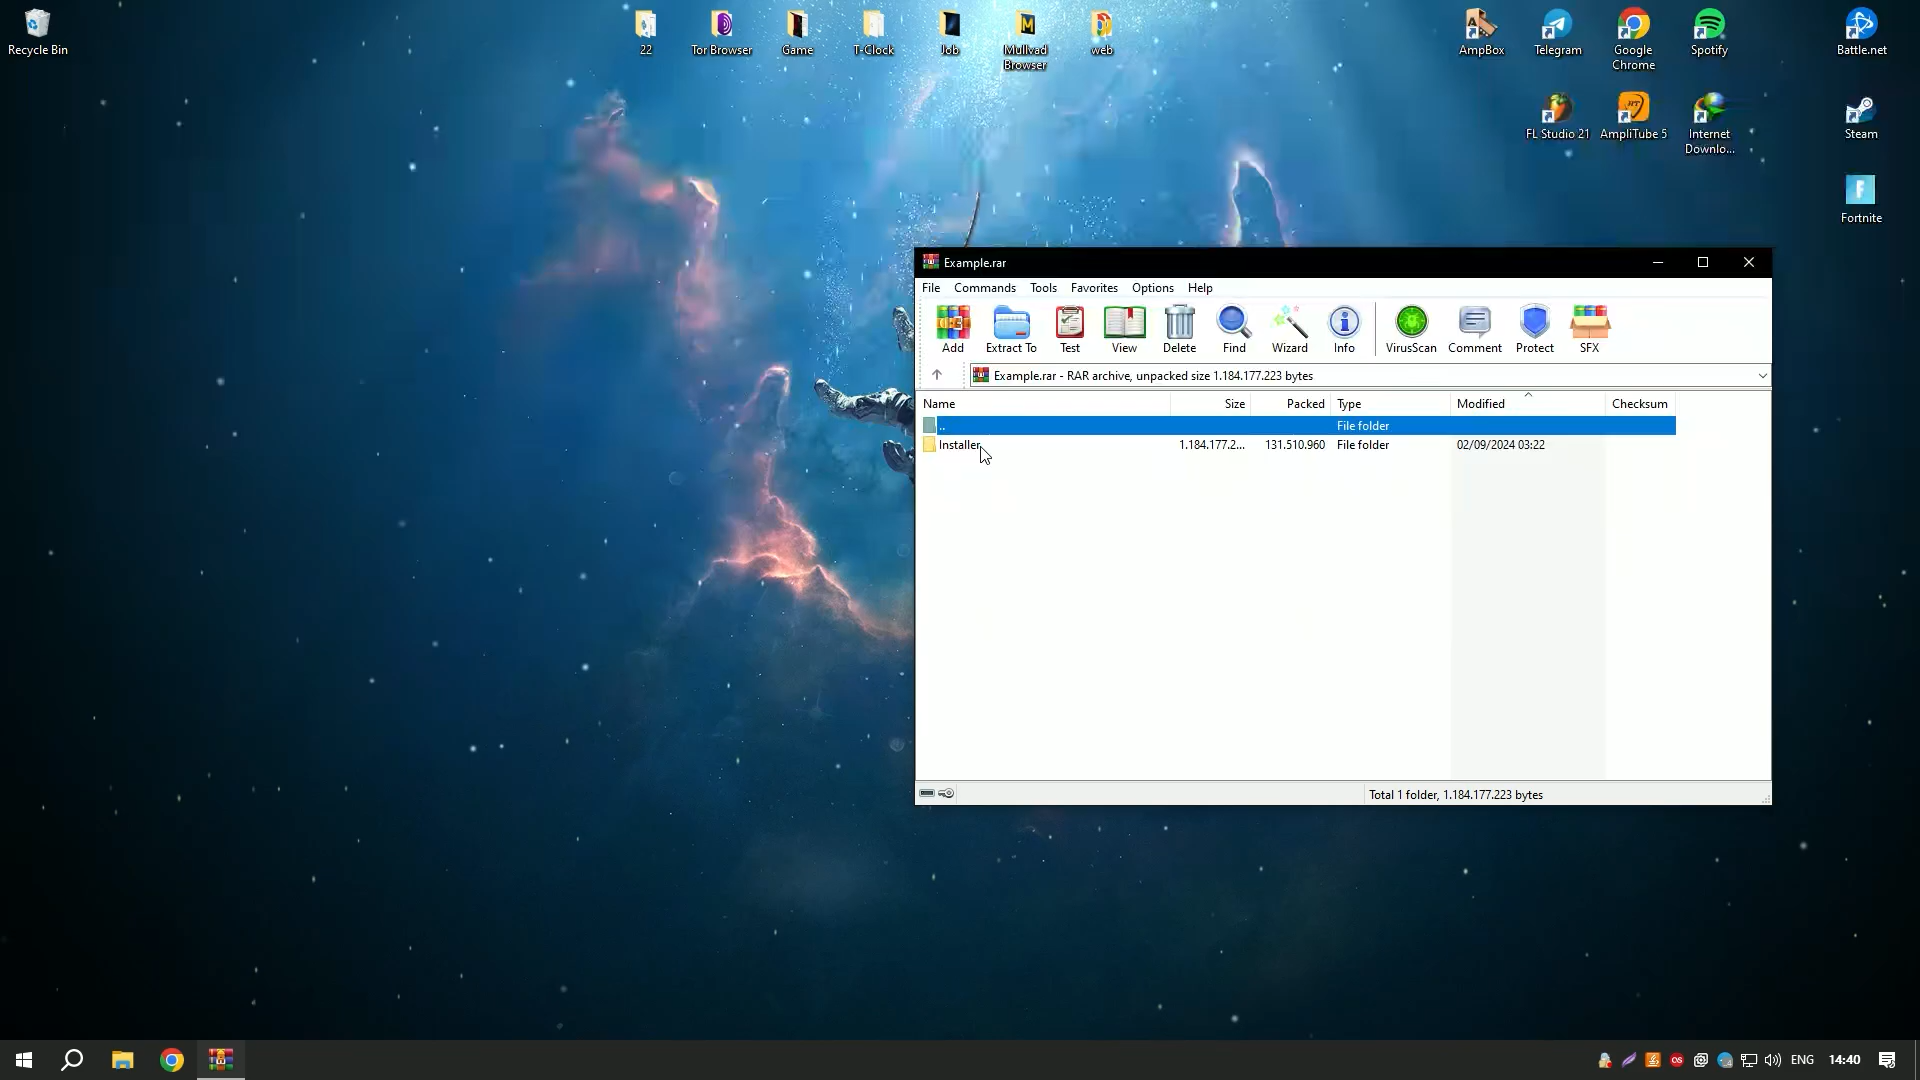 Recycle Bin
22
Tor Browser
Game
T-Clock
Job
Mullvad
Browser
web
AmpBox
Telegram
Google
Chrome
Spotify
Battle.net
FL Studio 21
AmpliTube 5
Internet
Downlo...
Steam
Fortnite
Example.rar
File Commands Tools Favorites Options Help
Add Extract To Test View Delete Find Wizard Info VirusScan Comment Protect SFX
Example.rar - RAR archive, unpacked size 1.184.177.223 bytes
Name Size Packed Type Modified Checksum
.. File folder
Installer 1.184.177.2... 131.510.960 File folder 02/09/2024 03:22
Total 1 folder, 1.184.177.223 bytes
ENG 14:40